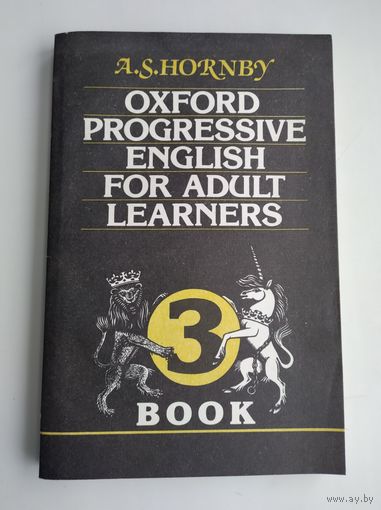 A.S.HORNBY
OXFORD
PROGRESSIVE
ENGLISH
FOR ADULT
LEARNERS
3
BOOK
www.ay.by